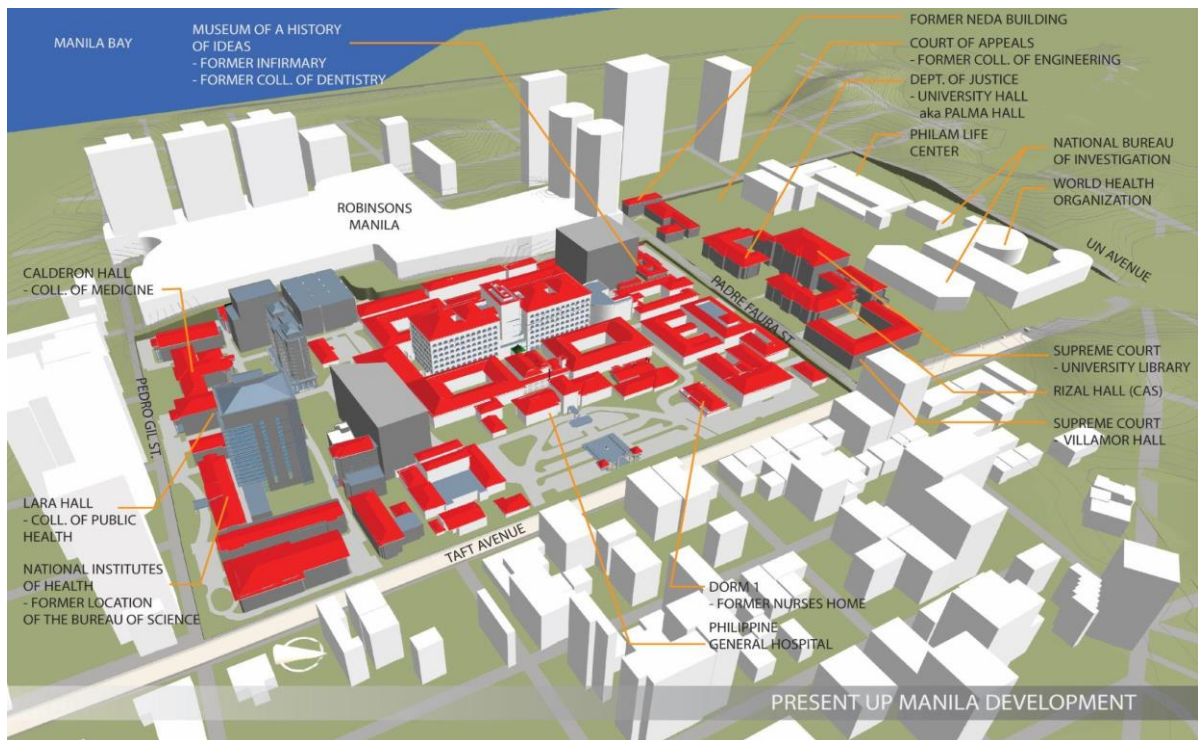 MANILA BAY
MUSEUM OF A HISTORY
OF IDEAS
- FORMER INFIRMARY
- FORMER COLL. OF DENTISTRY
FORMER NEDA BUILDING
COURT OF APPEALS
- FORMER COLL. OF ENGINEERING
DEPT. OF JUSTICE
- UNIVERSITY HALL
aka PALMA HALL
PHILAM LIFE
CENTER
NATIONAL BUREAU
OF INVESTIGATION
WORLD HEALTH
ORGANIZATION
UN AVENUE
ROBINSONS
MANILA
CALDERON HALL
- COLL. OF MEDICINE
PADRE FAURA ST.
PEDRO GIL ST.
SUPREME COURT
- UNIVERSITY LIBRARY
RIZAL HALL (CAS)
SUPREME COURT
- VILLAMOR HALL
LARA HALL
- COLL. OF PUBLIC
HEALTH
TAFT AVENUE
NATIONAL INSTITUTES
OF HEALTH
- FORMER LOCATION
OF THE BUREAU OF SCIENCE
DORM 1
- FORMER NURSES HOME
PHILIPPINE
GENERAL HOSPITAL
PRESENT UP MANILA DEVELOPMENT